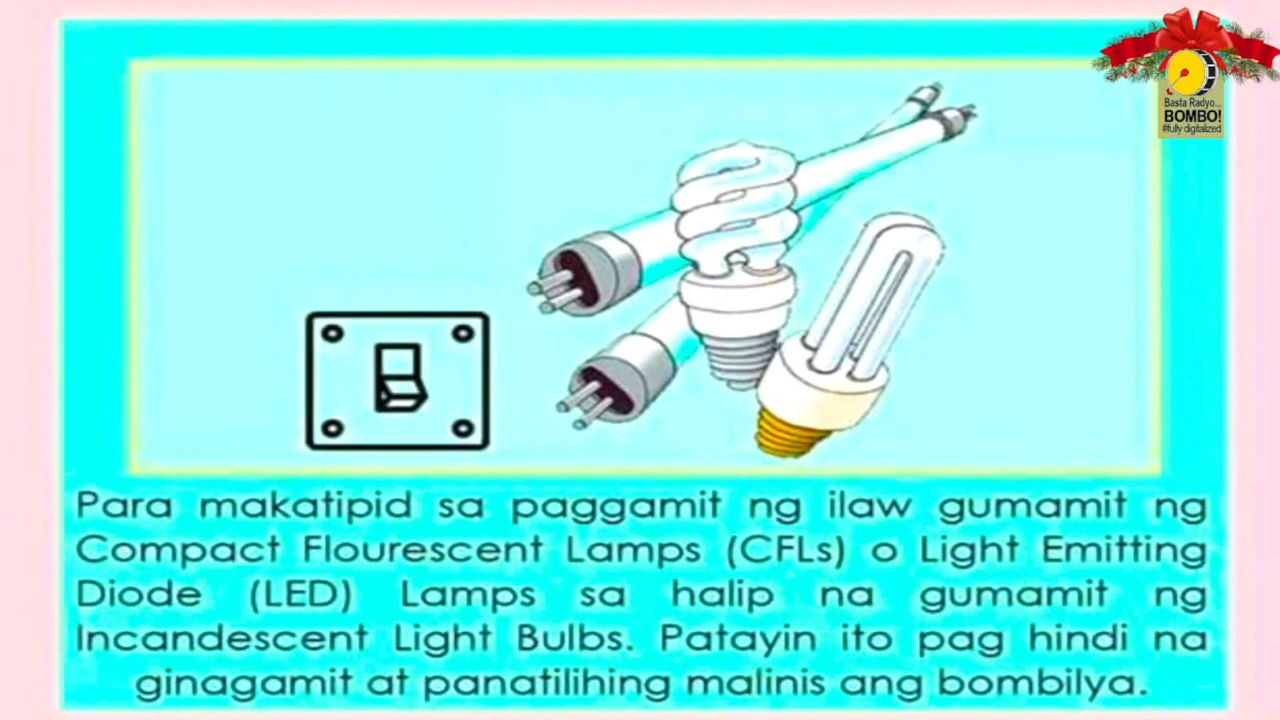 Basta Radyo...
BOMBO!
#fully digitalized
Para makatipid sa paggamit ng ilaw gumamit ng
Compact Flourescent Lamps (CFLs) o Light Emitting
Diode (LED) Lamps sa halip na gumamit ng
Incandescent Light Bulbs. Patayin ito pag hindi na
ginagamit at panatilihing malinis ang bombilya.